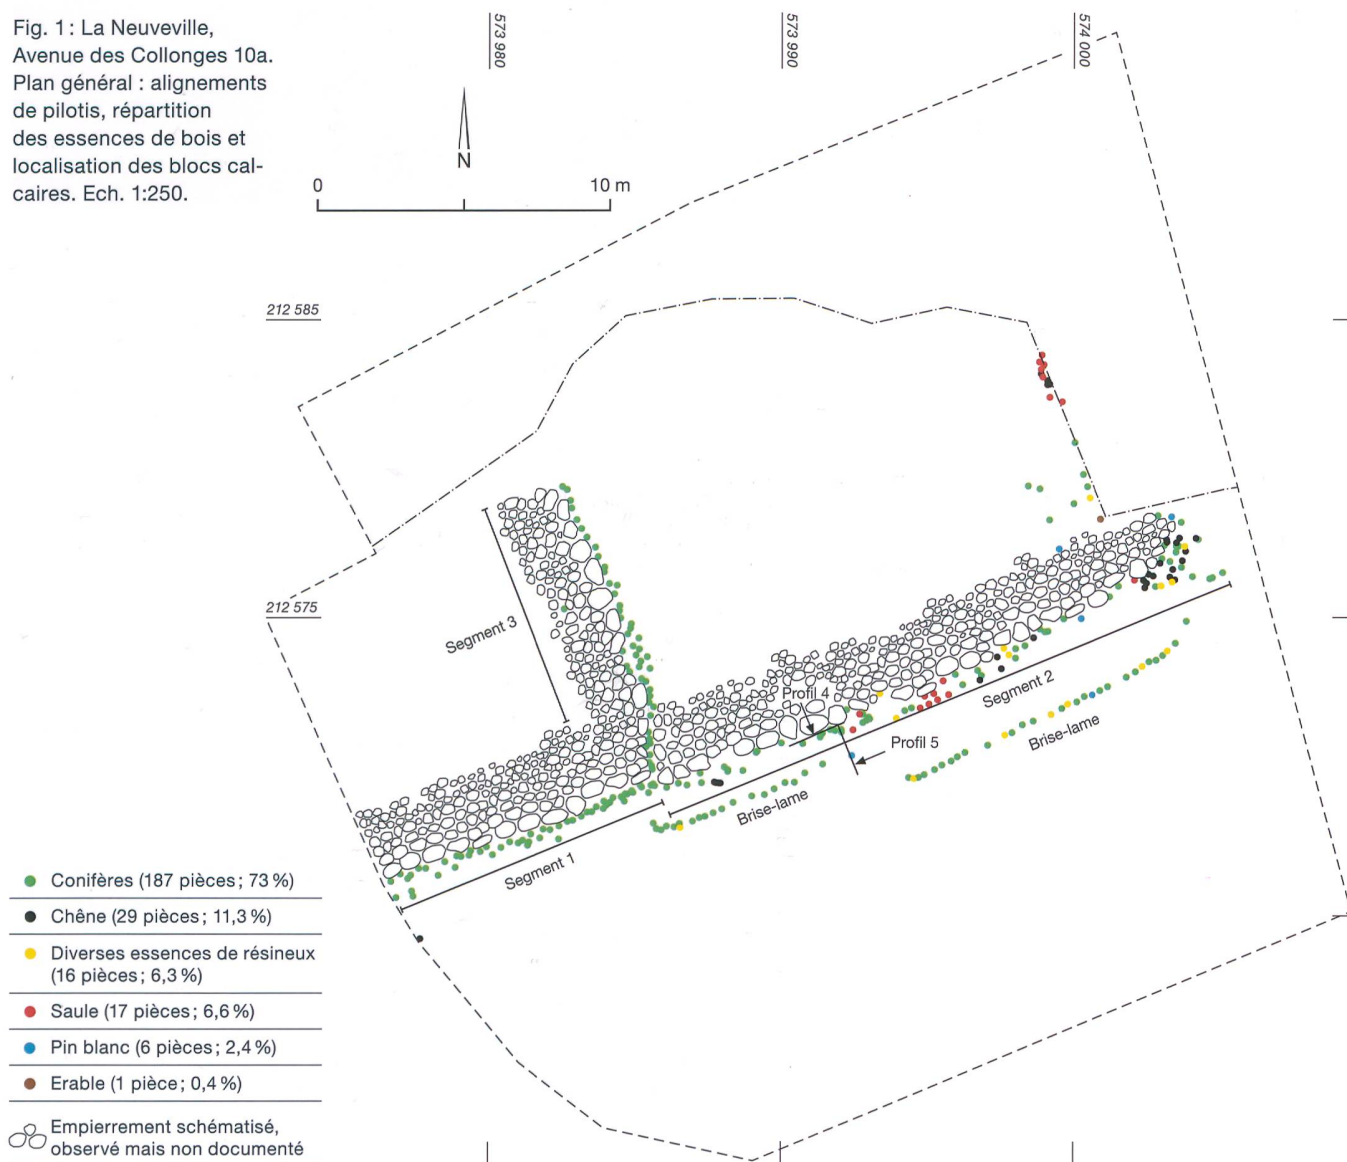 Fig. 1 : La Neuveville,
Avenue des Collonges 10a.
Plan général : alignements
de pilotis, répartition
des essences de bois et
localisation des blocs cal-
caires. Ech. 1:250.
573 980
573 990
574 000
N
0
10 m
212 585
212 575
Segment 3
Profil 4
Segment 2
Profil 5
Brise-lame
Brise-lame
Segment 1
Conifères (187 pièces ; 73 %)
Chêne (29 pièces ; 11,3 %)
Diverses essences de résineux
(16 pièces ; 6,3 %)
Saule (17 pièces ; 6,6 %)
Pin blanc (6 pièces ; 2,4 %)
Erable (1 pièce ; 0,4 %)
Empierrement schématisé,
observé mais non documenté